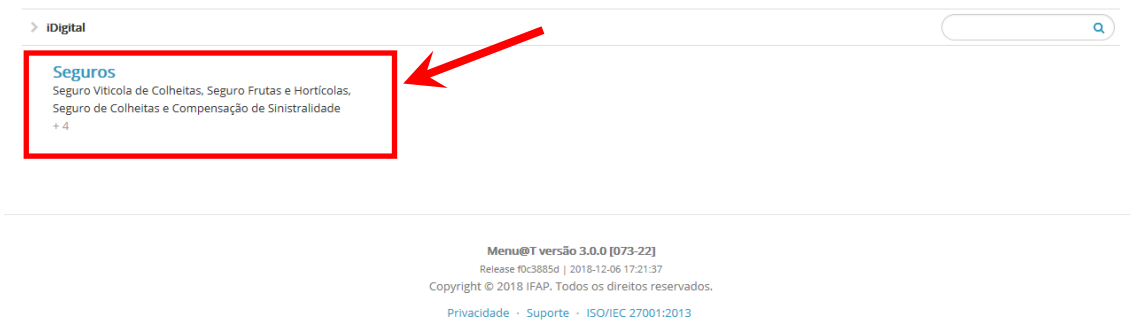 iDigital
Seguros
Seguro Viticola de Colheitas, Seguro Frutas e Hortícolas,
Seguro de Colheitas e Compensação de Sinistralidade
+ 4
Menu@T versão 3.0.0 [073-22]
Release f0c3885d | 2018-12-06 17:21:37
Copyright © 2018 IFAP. Todos os direitos reservados.
Privacidade · Suporte · ISO/IEC 27001:2013